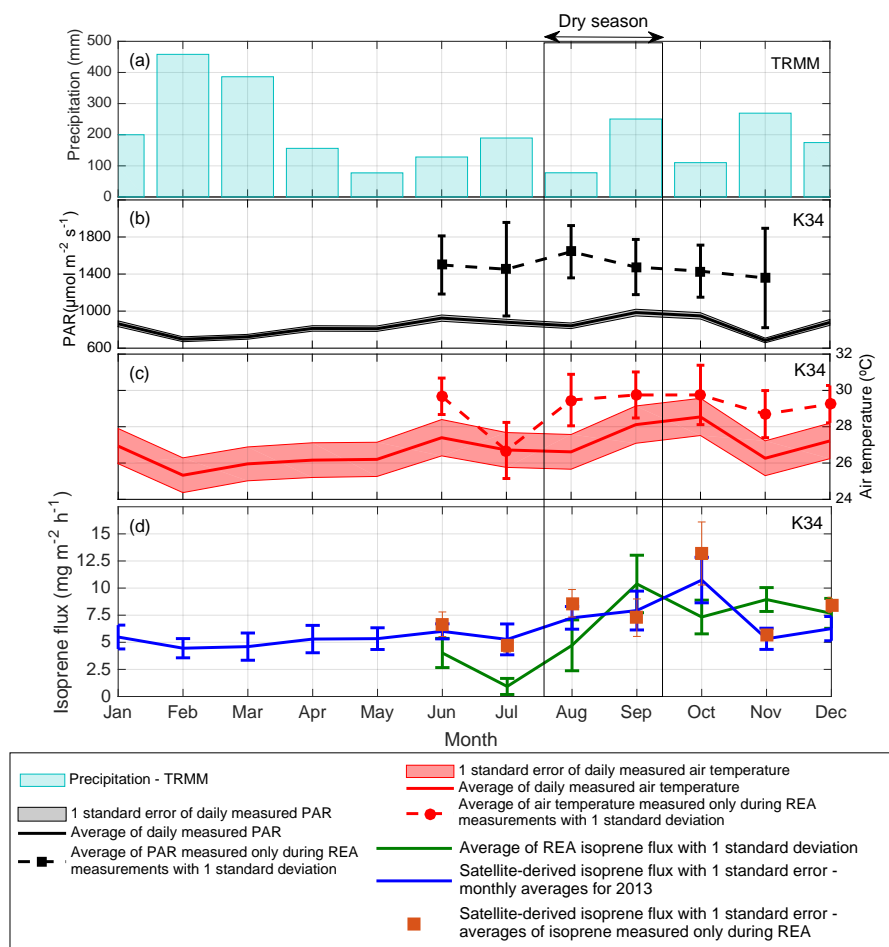 Dry season
(a)
TRMM
Precipitation (mm)
500
400
300
200
100
0
(b)
K34
PAR(μmol m⁻² s⁻¹)
1800
1400
1000
600
(c)
K34
Air temperature (ºC)
32
30
28
26
24
(d)
K34
Isoprene flux (mg m⁻² h⁻¹)
15
12.5
10
7.5
5
2.5
0
Jan Feb Mar Apr May Jun Jul Aug Sep Oct Nov Dec
Month
Precipitation - TRMM
1 standard error of daily measured PAR
Average of daily measured PAR
Average of PAR measured only during REA
measurements with 1 standard deviation
1 standard error of daily measured air temperature
Average of daily measured air temperature
Average of air temperature measured only during REA
measurements with 1 standard deviation
Average of REA isoprene flux with 1 standard deviation
Satellite-derived isoprene flux with 1 standard error -
monthly averages for 2013
Satellite-derived isoprene flux with 1 standard error -
averages of isoprene measured only during REA